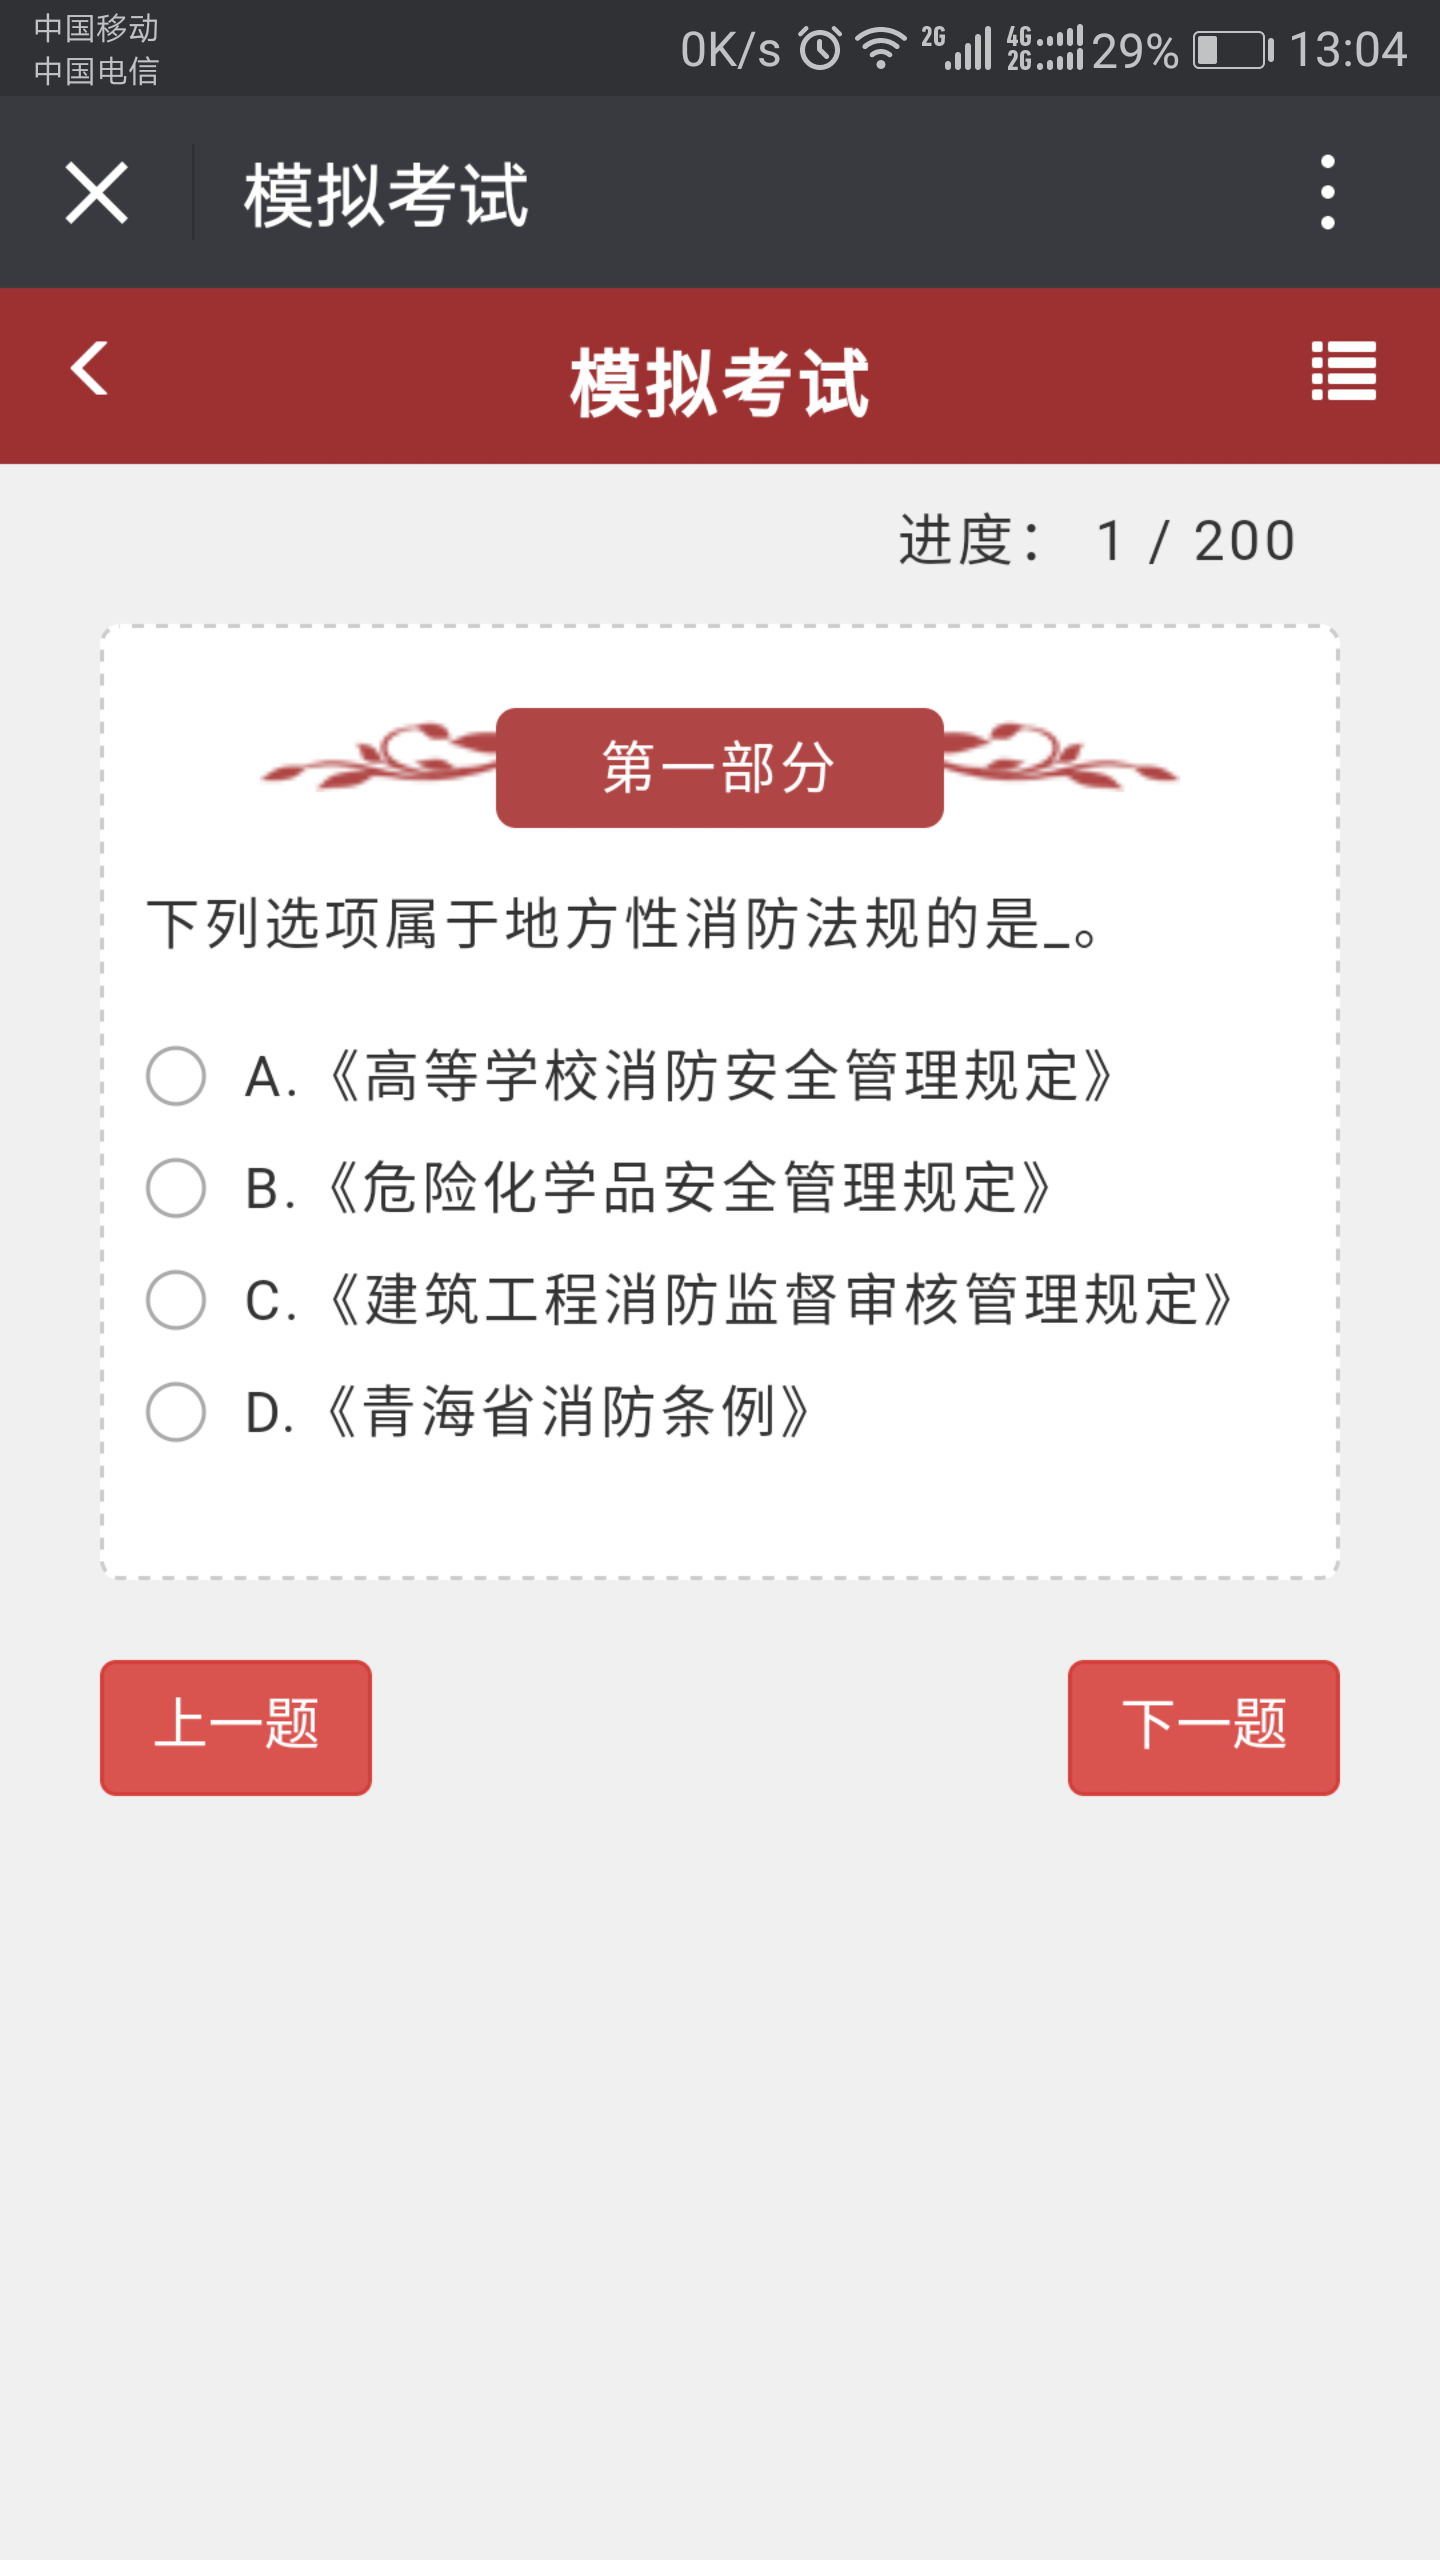 中国移动
中国电信
0K/s 2G 4G 2G 29% 13:04
模拟考试
模拟考试
进度： 1 / 200
第一部分
下列选项属于地方性消防法规的是_。
A.《高等学校消防安全管理规定》
B.《危险化学品安全管理规定》
C.《建筑工程消防监督审核管理规定》
D.《青海省消防条例》
上一题
下一题